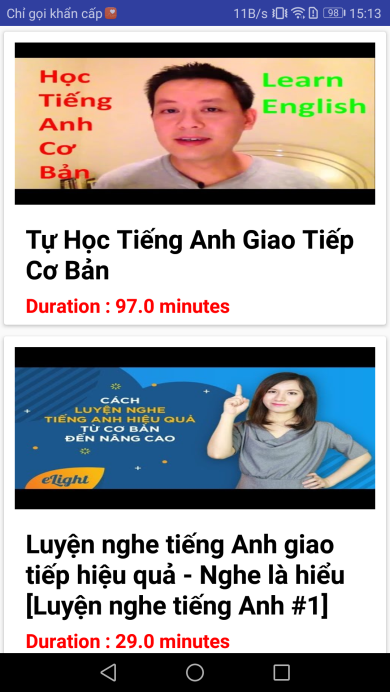 Chỉ gọi khẩn cấp
11B/s 98 15:13
Học
Tiếng
Anh
Cơ
Bản
Learn
English
Tự Học Tiếng Anh Giao Tiếp
Cơ Bản
Duration : 97.0 minutes
CÁCH
LUYỆN NGHE
TIẾNG ANH HIỆU QUẢ
TỪ CƠ BẢN
ĐẾN NÂNG CAO
eLight
Luyện nghe tiếng Anh giao
tiếp hiệu quả - Nghe là hiểu
[Luyện nghe tiếng Anh #1]
Duration : 29.0 minutes